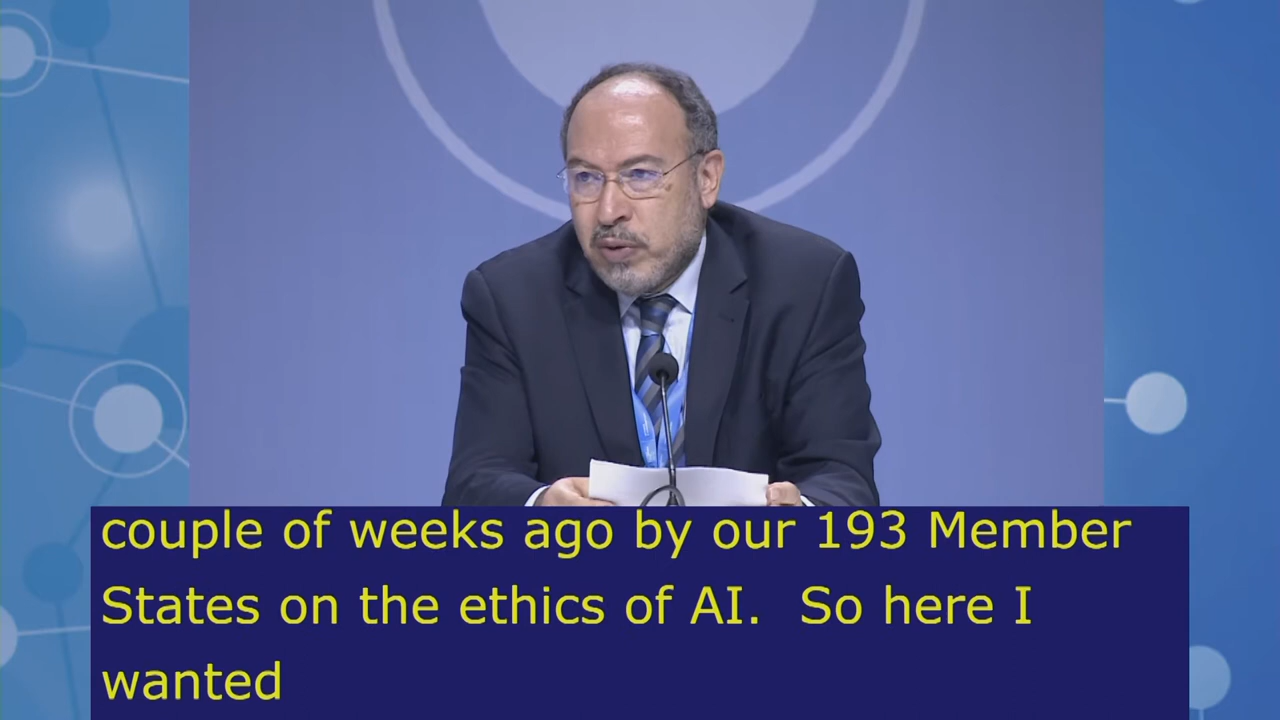 couple of weeks ago by our 193 Member
States on the ethics of AI.  So here I
wanted